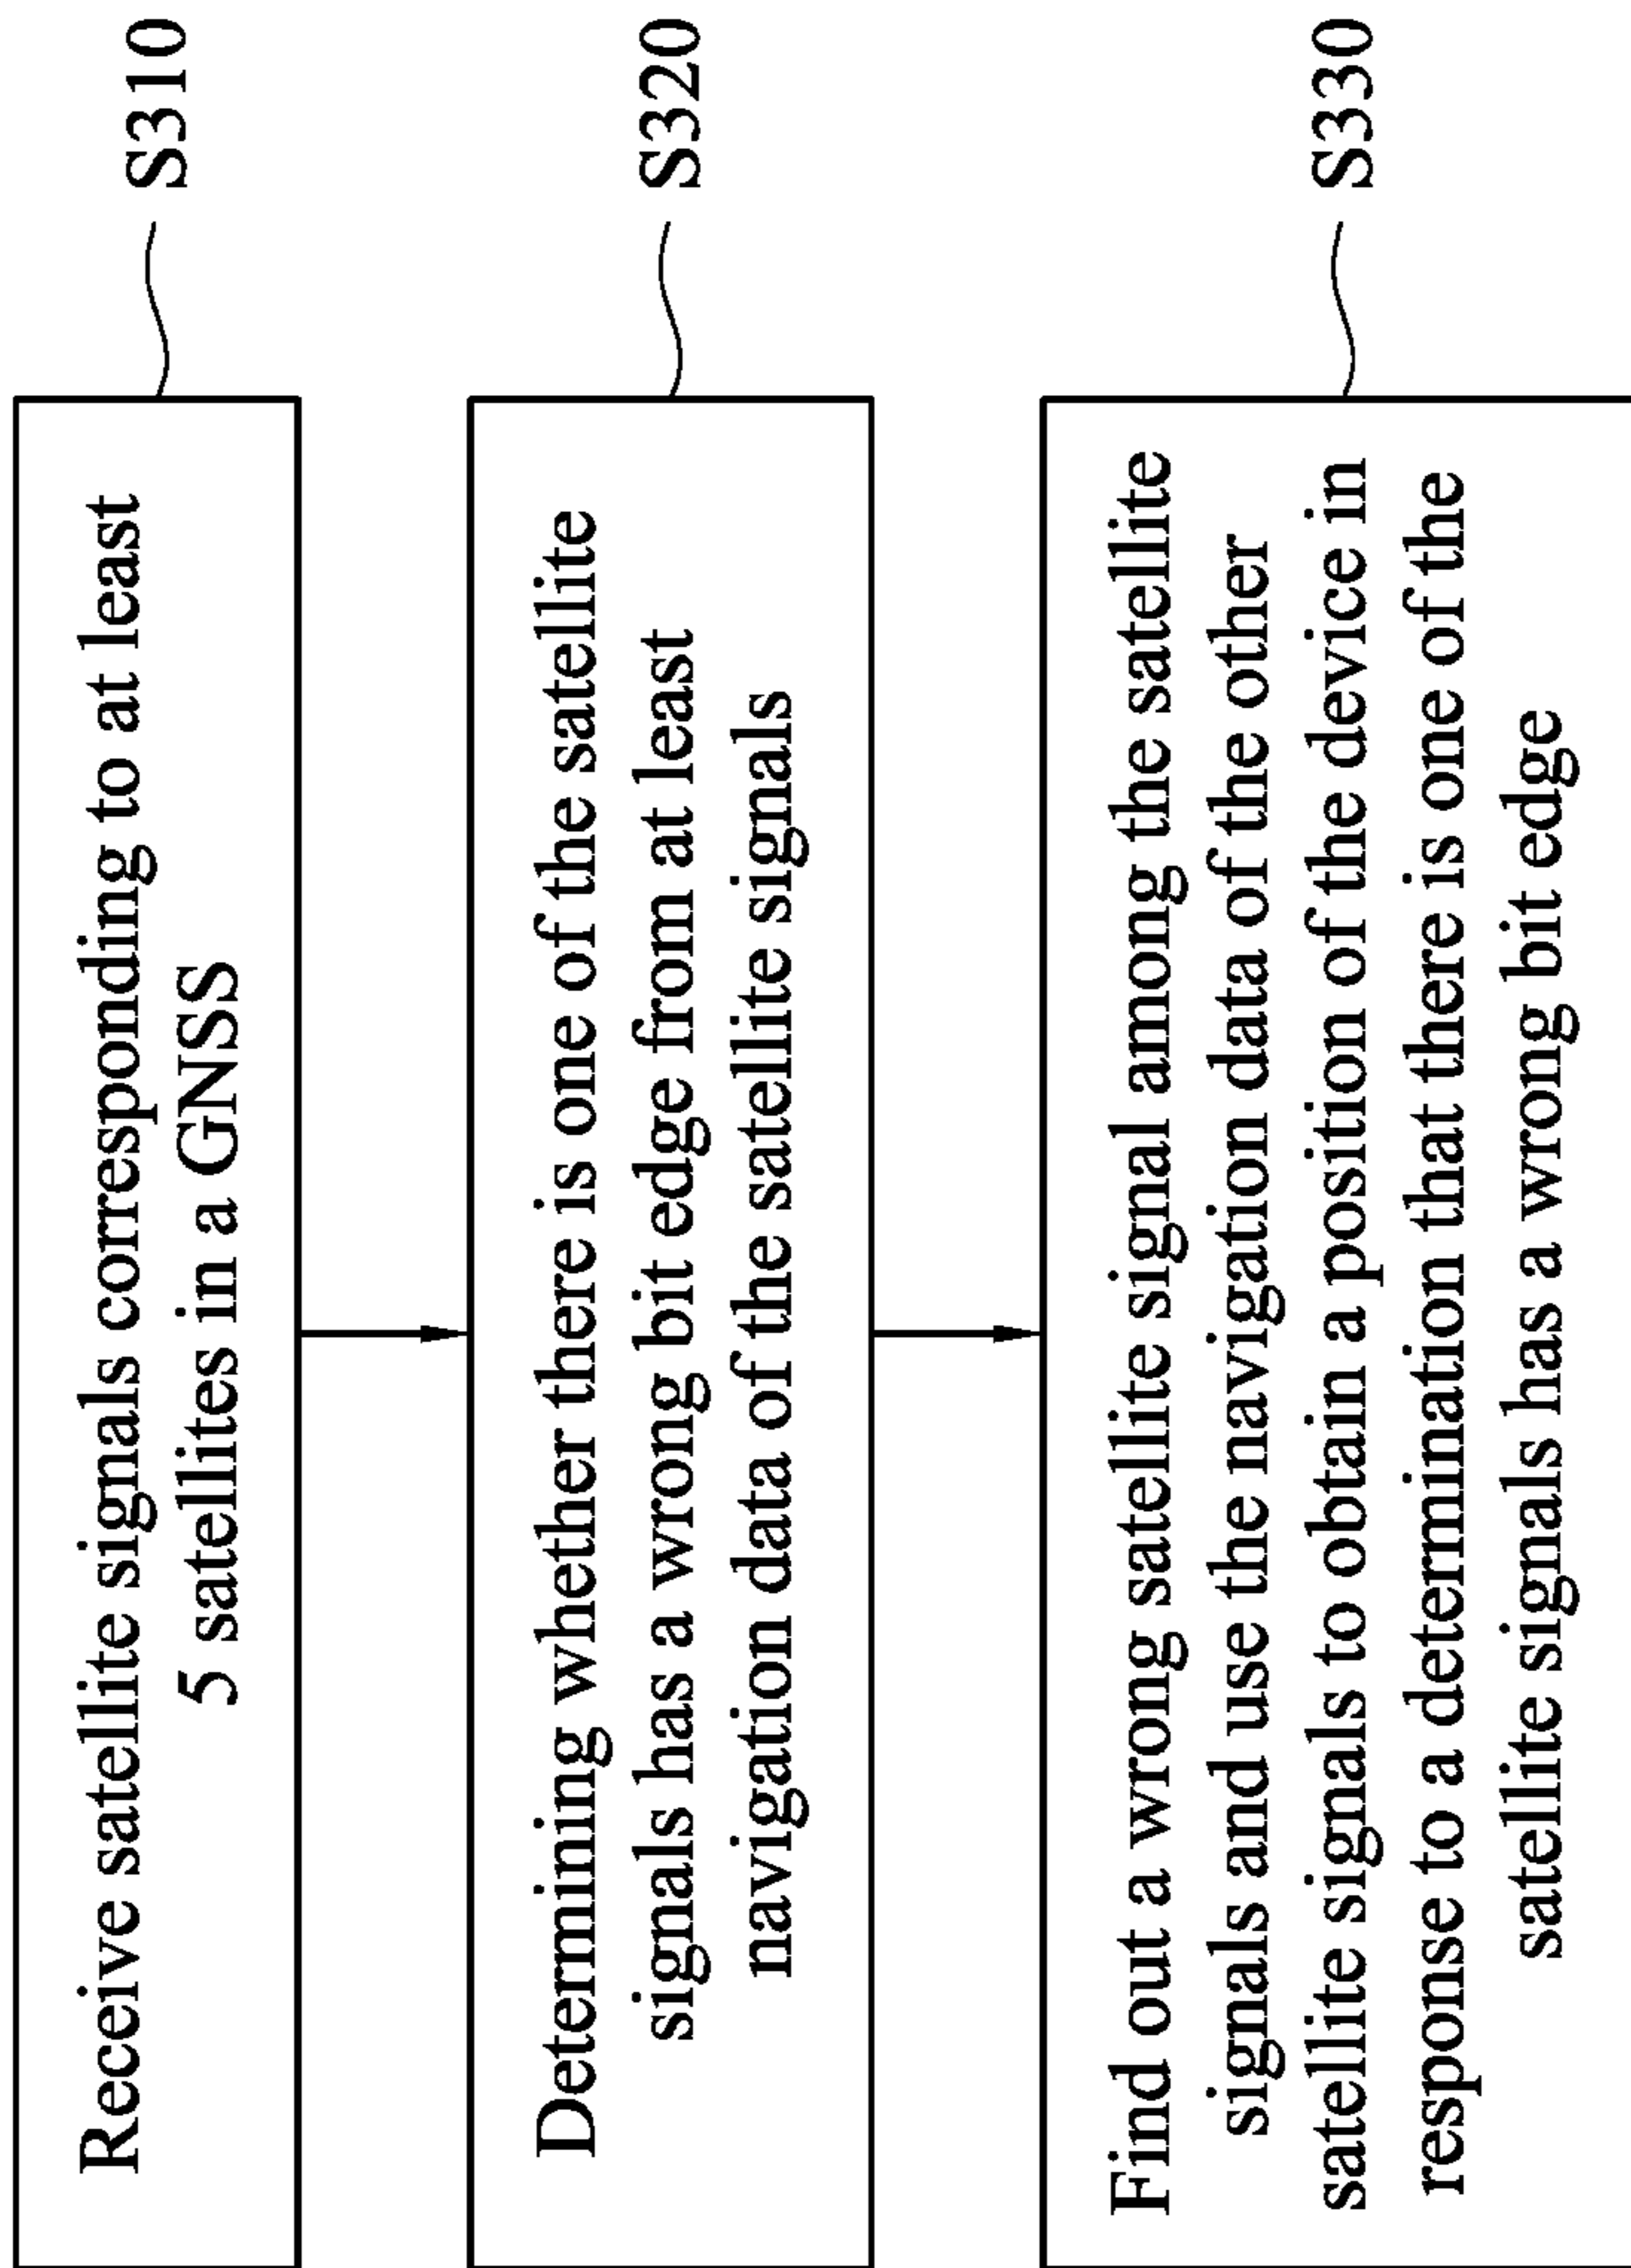 Receive satellite signals corresponding to at least
5 satellites in a GNSS
S310
Determining whether there is one of the satellite
signals has a wrong bit edge from at least
navigation data of the satellite signals
S320
Find out a wrong satellite signal among the satellite
signals and use the navigation data of the other
satellite signals to obtain a position of the device in
response to a determination that there is one of the
satellite signals has a wrong bit edge
S330